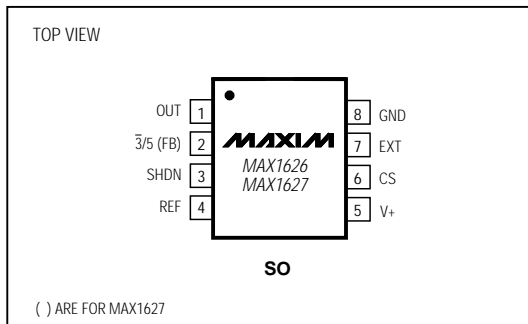 TOP VIEW
OUT 1
3̅/5 (FB) 2
SHDN 3
REF 4
MAXIM
MAX1626
MAX1627
8 GND
7 EXT
6 CS
5 V+
SO
( ) ARE FOR MAX1627